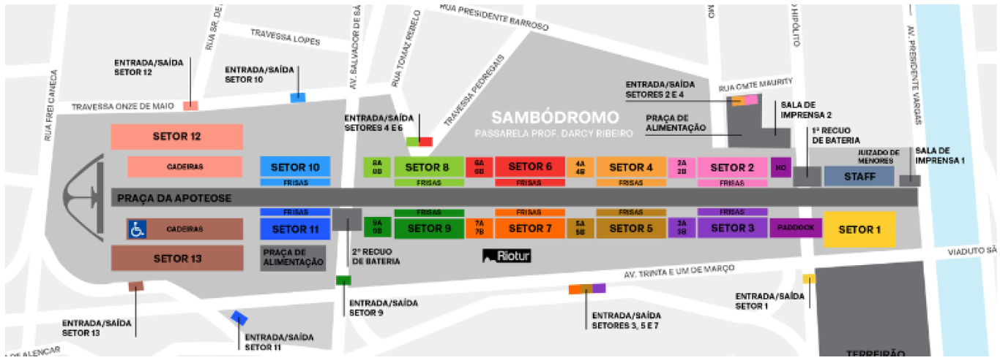 RUA FREI CANECA
RUA SR. DE
TRAVESSA LOPES
AV. SALVADOR DE SÁ
RUA TOMAZ REBELO
RUA PRESIDENTE BARROSO
TRAVESSA PEDREGAIS
MO
O HIPÓLITO
AV. PRESIDENTE VARGAS
ENTRADA/SAÍDA
SETOR 12
ENTRADA/SAÍDA
SETOR 10
TRAVESSA ONZE DE MAIO
ENTRADA/SAÍDA
SETORES 4 E 6
SAMBÓDROMO
PASSARELA PROF. DARCY RIBEIRO
ENTRADA/SAÍDA
SETORES 2 E 4
RUA CMTE MAURITY
PRAÇA DE
ALIMENTAÇÃO
SALA DE
IMPRENSA 2
1º RECUO
DE BATERIA
JUIZADO DE
MENORES
SALA DE
IMPRENSA 1
SETOR 12
CADEIRAS
SETOR 10
FRISAS
8A
8B
SETOR 8
FRISAS
6A
6B
SETOR 6
FRISAS
4A
4B
SETOR 4
FRISAS
2A
2B
SETOR 2
FRISAS
STAFF
PRAÇA DA APOTEOSE
CADEIRAS
SETOR 13
FRISAS
SETOR 11
PRAÇA DE
ALIMENTAÇÃO
2º RECUO
DE BATERIA
9A
9B
FRISAS
SETOR 9
7A
7B
FRISAS
SETOR 7
5A
5B
FRISAS
SETOR 5
3A
3B
FRISAS
SETOR 3
PADDOCK
SETOR 1
Riotur
AV. TRINTA E UM DE MARÇO
VIADUTO SÃ
ENTRADA/SAÍDA
SETOR 13
ENTRADA/SAÍDA
SETOR 11
ENTRADA/SAÍDA
SETOR 9
ENTRADA/SAÍDA
SETORES 3, 5 E 7
ENTRADA/SAÍDA
SETOR 1
DE ALENCAR
TERREIRÃO